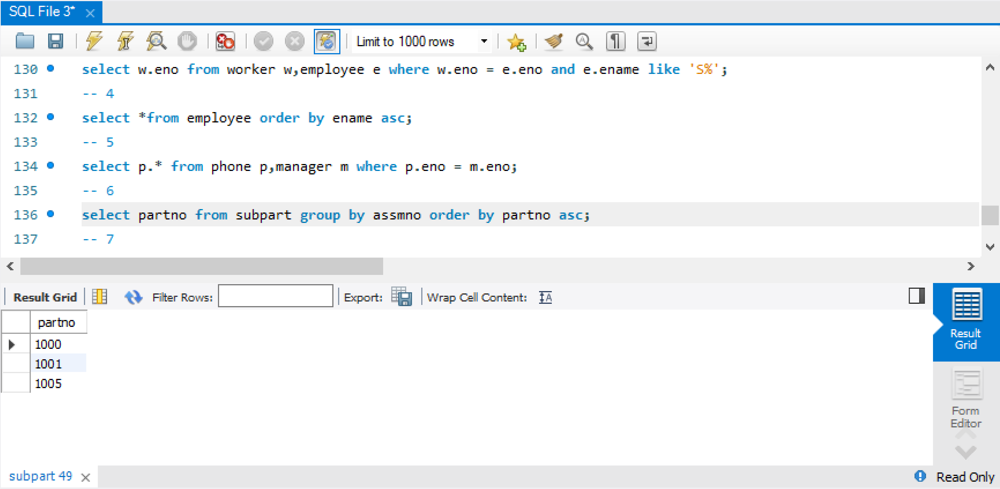 SQL File 3*
Limit to 1000 rows
130 select w.eno from worker w,employee e where w.eno = e.eno and e.ename like 'S%';
131 -- 4
132 select *from employee order by ename asc;
133 -- 5
134 select p.* from phone p,manager m where p.eno = m.eno;
135 -- 6
136 select partno from subpart group by assmno order by partno asc;
137 -- 7
Result Grid Filter Rows: Export: Wrap Cell Content:
partno
1000
1001
1005
Result
Grid
Form
Editor
subpart 49
Read Only